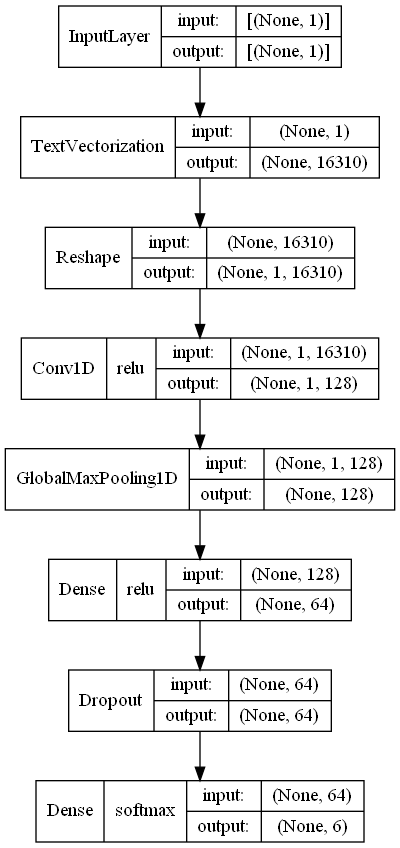 InputLayer input: [(None, 1)]
output: [(None, 1)]
TextVectorization input: (None, 1)
output: (None, 16310)
Reshape input: (None, 16310)
output: (None, 1, 16310)
Conv1D relu input: (None, 1, 16310)
output: (None, 1, 128)
GlobalMaxPooling1D input: (None, 1, 128)
output: (None, 128)
Dense relu input: (None, 128)
output: (None, 64)
Dropout input: (None, 64)
output: (None, 64)
Dense softmax input: (None, 64)
output: (None, 6)